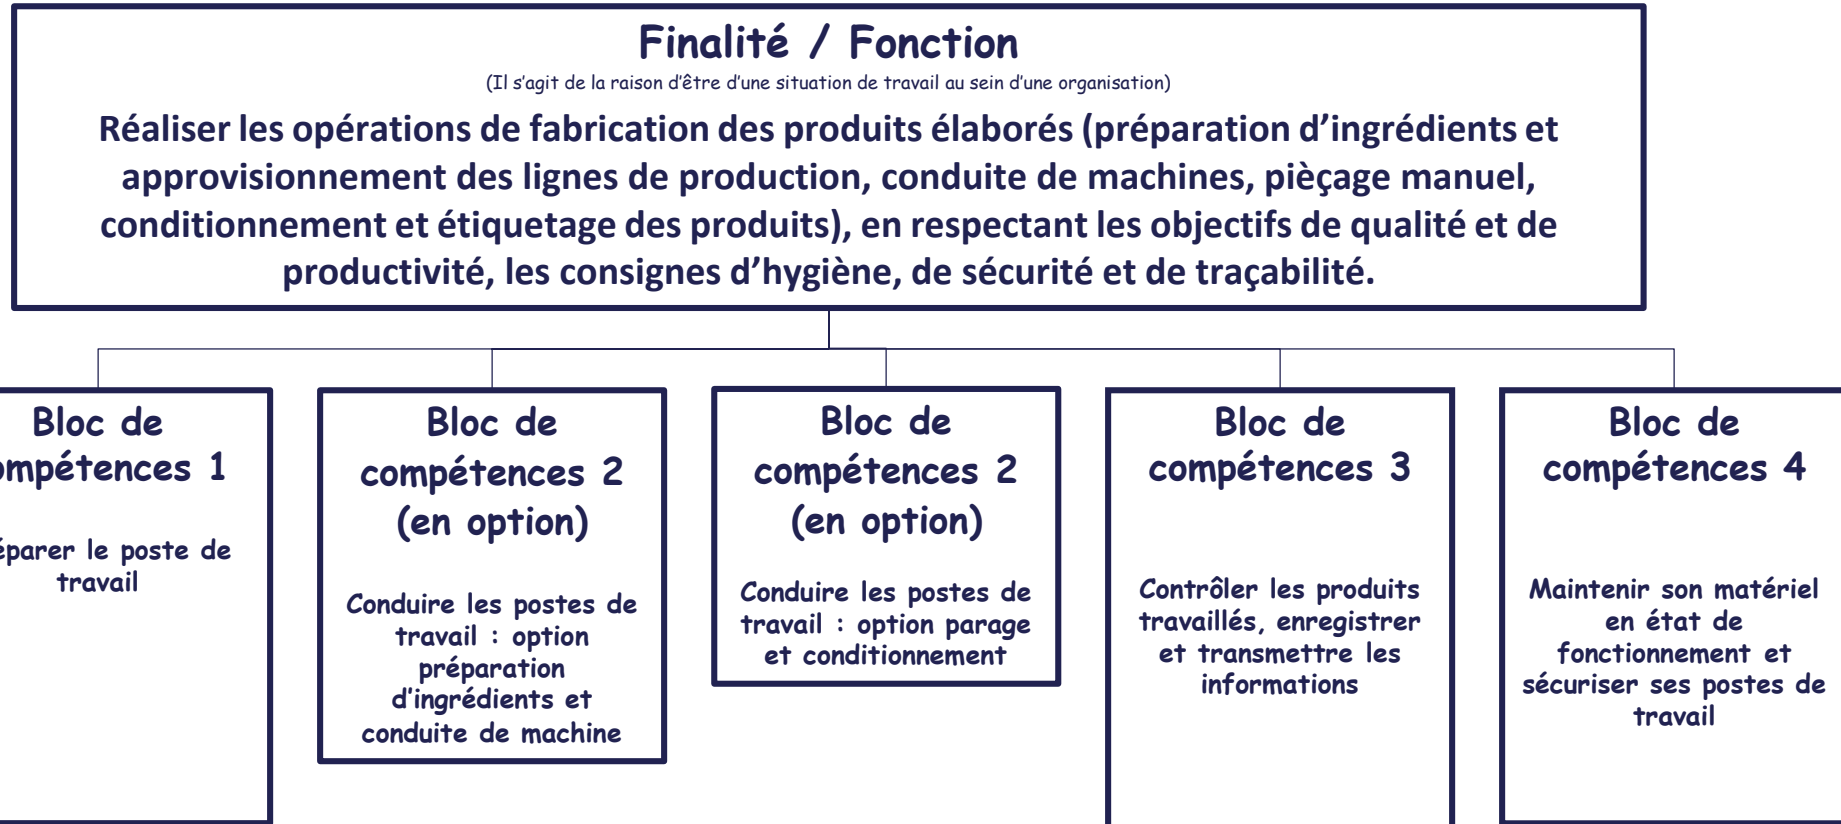 Finalité / Fonction
(Il s'agit de la raison d'être d'une situation de travail au sein d'une organisation)
Réaliser les opérations de fabrication des produits élaborés (préparation d'ingrédients et
approvisionnement des lignes de production, conduite de machines, pièçage manuel,
conditionnement et étiquetage des produits), en respectant les objectifs de qualité et de
productivité, les consignes d'hygiène, de sécurité et de traçabilité.
Bloc de
ompétences 1
éparer le poste de
travail
Bloc de
compétences 2
(en option)
Conduire les postes de
travail : option
préparation
d'ingrédients et
conduite de machine
Bloc de
compétences 2
(en option)
Conduire les postes de
travail : option parage
et conditionnement
Bloc de
compétences 3
Contrôler les produits
travaillés, enregistrer
et transmettre les
informations
Bloc de
compétences 4
Maintenir son matériel
en état de
fonctionnement et
sécuriser ses postes de
travail